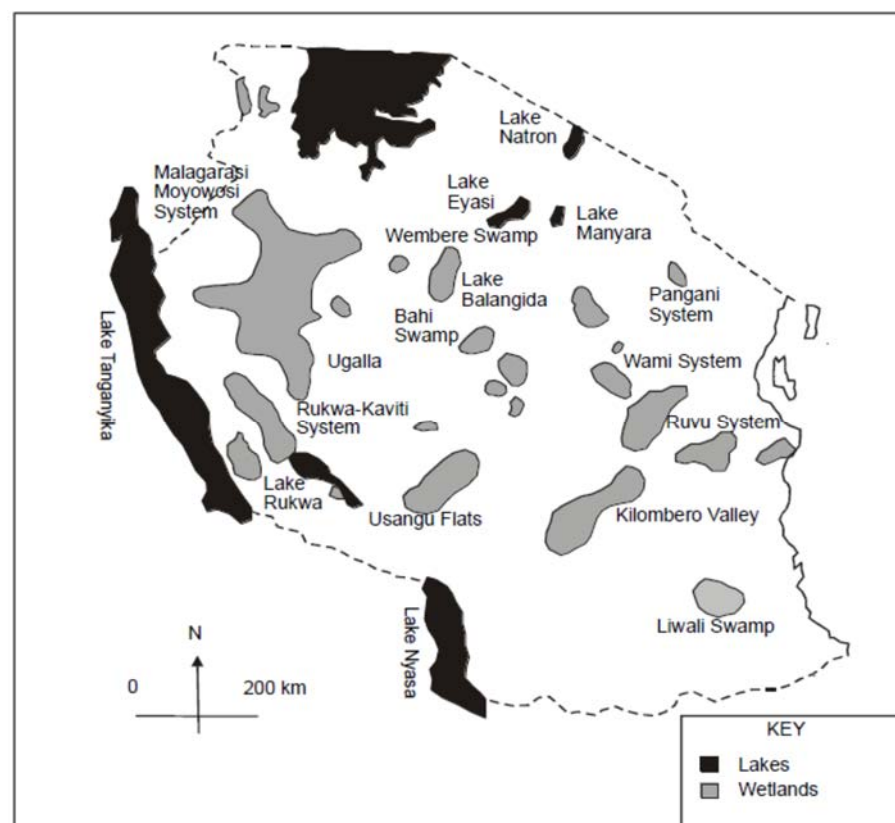 Lake
Natron
Malagarasi
Moyowosi
System
Lake
Eyasi
Lake
Manyara
Wembere Swamp
Lake
Balangida
Pangani
System
Bahi
Swamp
Lake Tanganyika
Ugalla
Wami System
Rukwa-Kaviti
System
Ruvu System
Lake
Rukwa
Usangu Flats
Kilombero Valley
Lake Nyasa
Liwali Swamp
N
0 200 km
KEY
Lakes
Wetlands